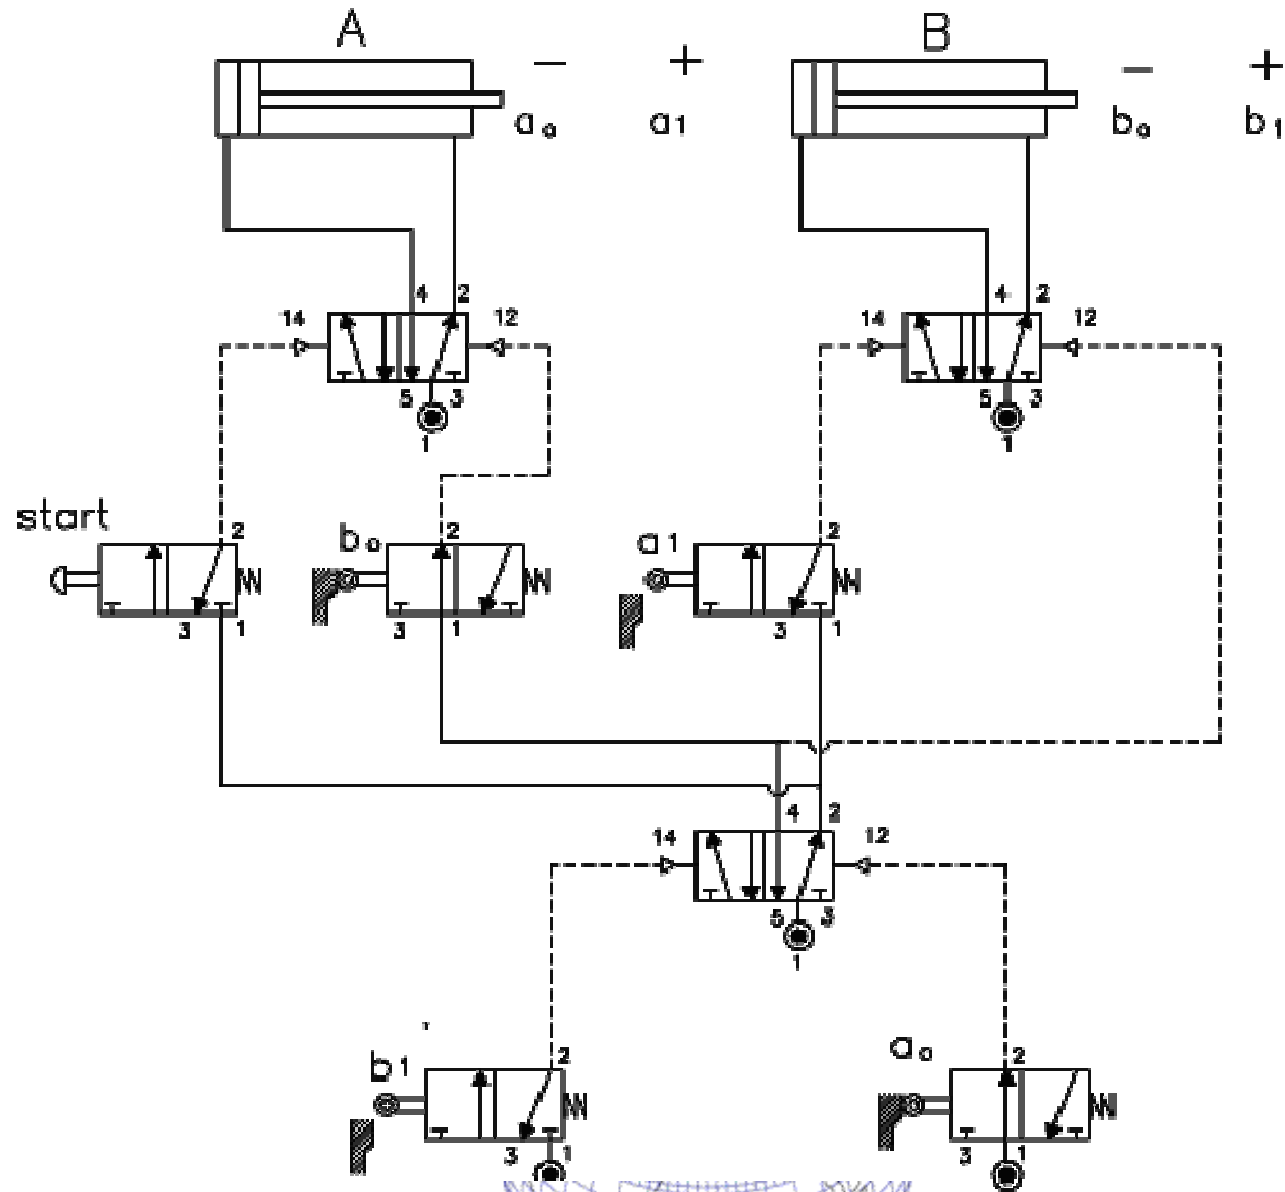 A B
− + − +
a₀ a1 b₀ b1
4 2 4 2
14 12 14 12
5 3 5 3
1 1
start
2 b₀ 2 a1 2
3 1 3 1 3 1
4 2
14 12
5 3
1
b1 2 a₀ 2
3 1 3 1